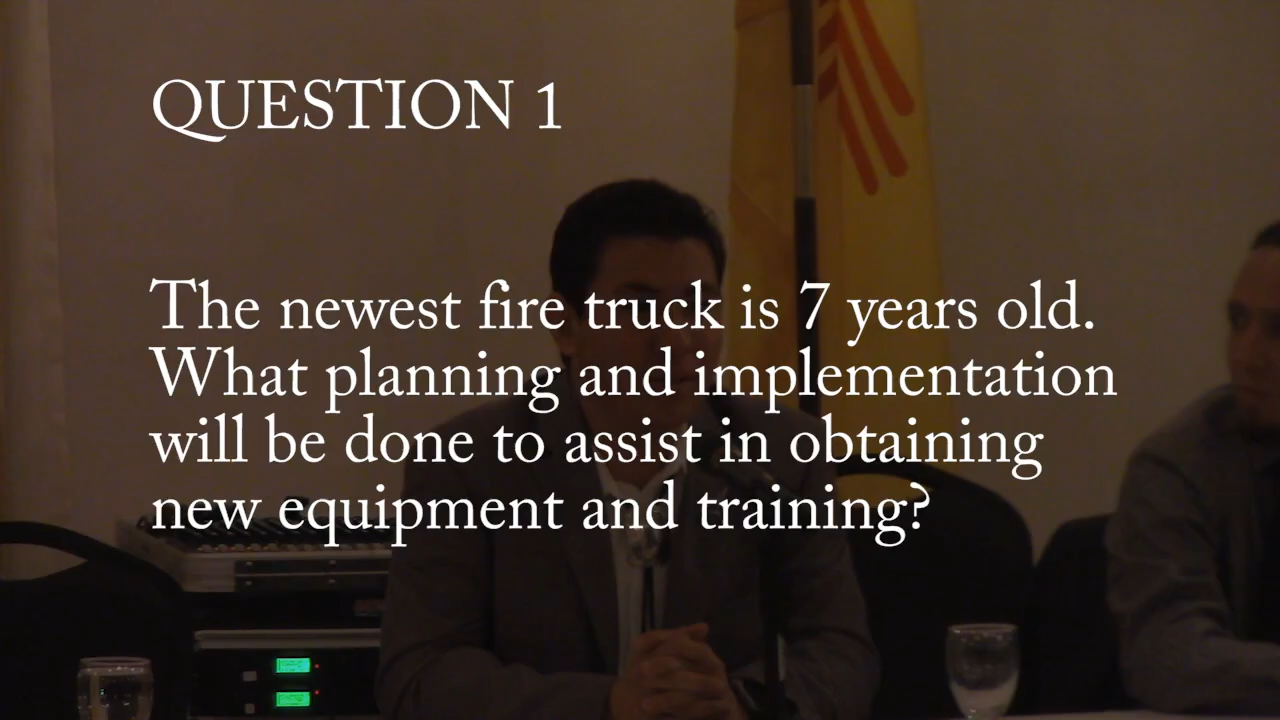 QUESTION 1
The newest fire truck is 7 years old.
What planning and implementation
will be done to assist in obtaining
new equipment and training?